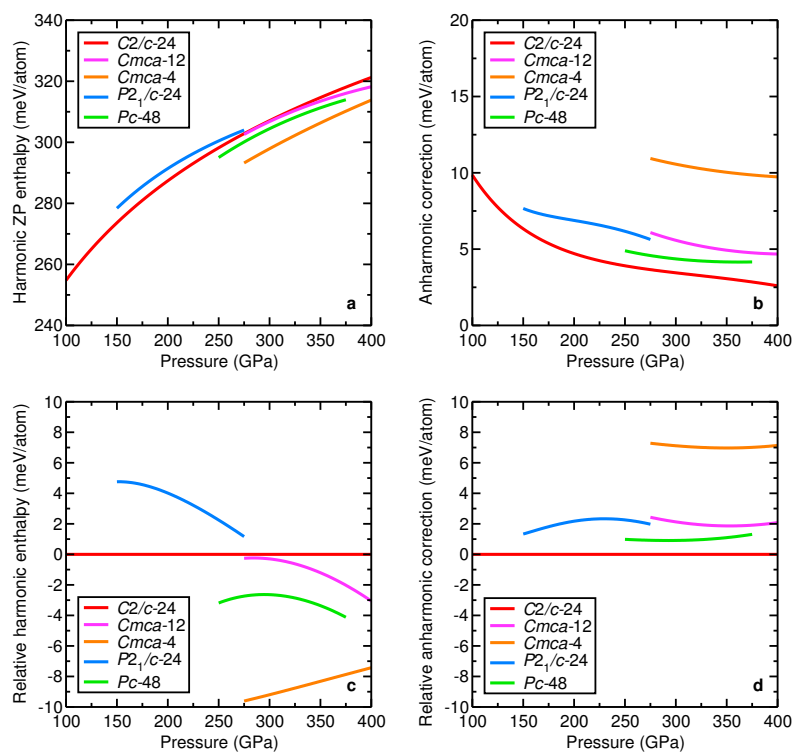 340
320
300
280
260
240
Harmonic ZP enthalpy (meV/atom)
C2/c-24
Cmca-12
Cmca-4
P2₁/c-24
Pc-48
a
100 150 200 250 300 350 400
Pressure (GPa)
20
15
10
5
0
Anharmonic correction (meV/atom)
C2/c-24
Cmca-12
Cmca-4
P2₁/c-24
Pc-48
b
100 150 200 250 300 350 400
Pressure (GPa)
10
8
6
4
2
0
-2
-4
-6
-8
-10
Relative harmonic enthalpy (meV/atom)
C2/c-24
Cmca-12
Cmca-4
P2₁/c-24
Pc-48
c
100 150 200 250 300 350 400
Pressure (GPa)
10
8
6
4
2
0
-2
-4
-6
-8
-10
Relative anharmonic correction (meV/atom)
C2/c-24
Cmca-12
Cmca-4
P2₁/c-24
Pc-48
d
100 150 200 250 300 350 400
Pressure (GPa)